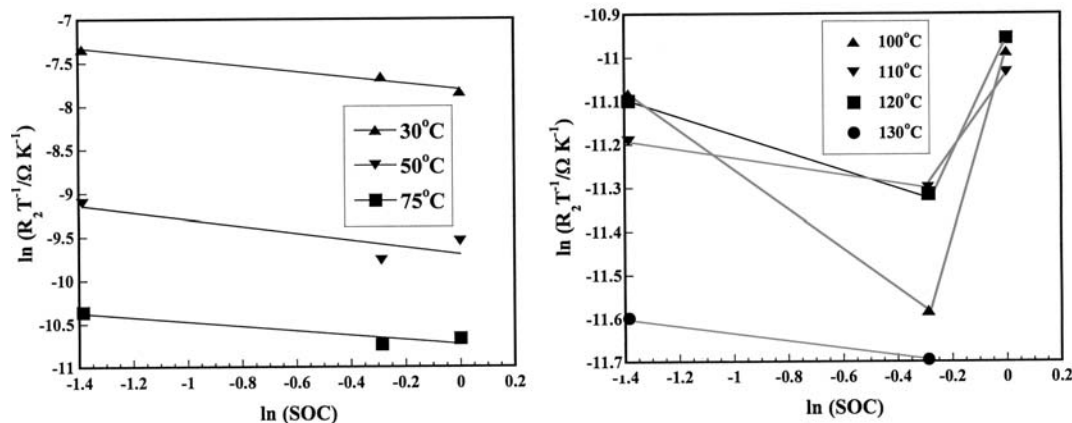 -7
-7.5
-8
-8.5
-9
-9.5
-10
-10.5
-11
ln (R₂T⁻¹/Ω K⁻¹)
30°C
50°C
75°C
-1.4 -1.2 -1 -0.8 -0.6 -0.4 -0.2 0 0.2
ln (SOC)
-10.9
-11
-11.1
-11.2
-11.3
-11.4
-11.5
-11.6
-11.7
ln (R₂T⁻¹/Ω K⁻¹)
100°C
110°C
120°C
130°C
-1.4 -1.2 -1 -0.8 -0.6 -0.4 -0.2 0 0.2
ln (SOC)